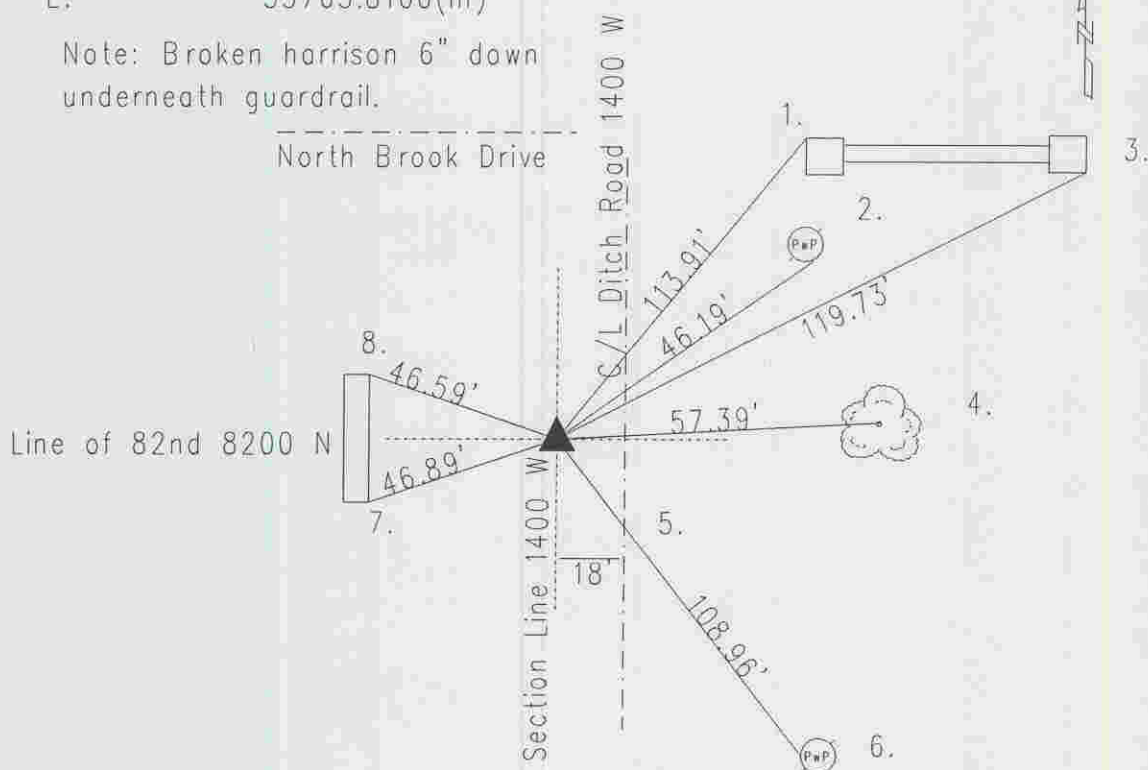 Note: Broken harrison 6" down
underneath guardrail.
North Brook Drive
C/L Ditch Road 1400 W
1.
2.
3.
PwP
113.91'
46.19'
119.73'
8.
46.59'
57.39'
4.
Line of 82nd 8200 N
46.89'
7.
Section Line 1400 W
5.
18'
108.96'
PwP
6.